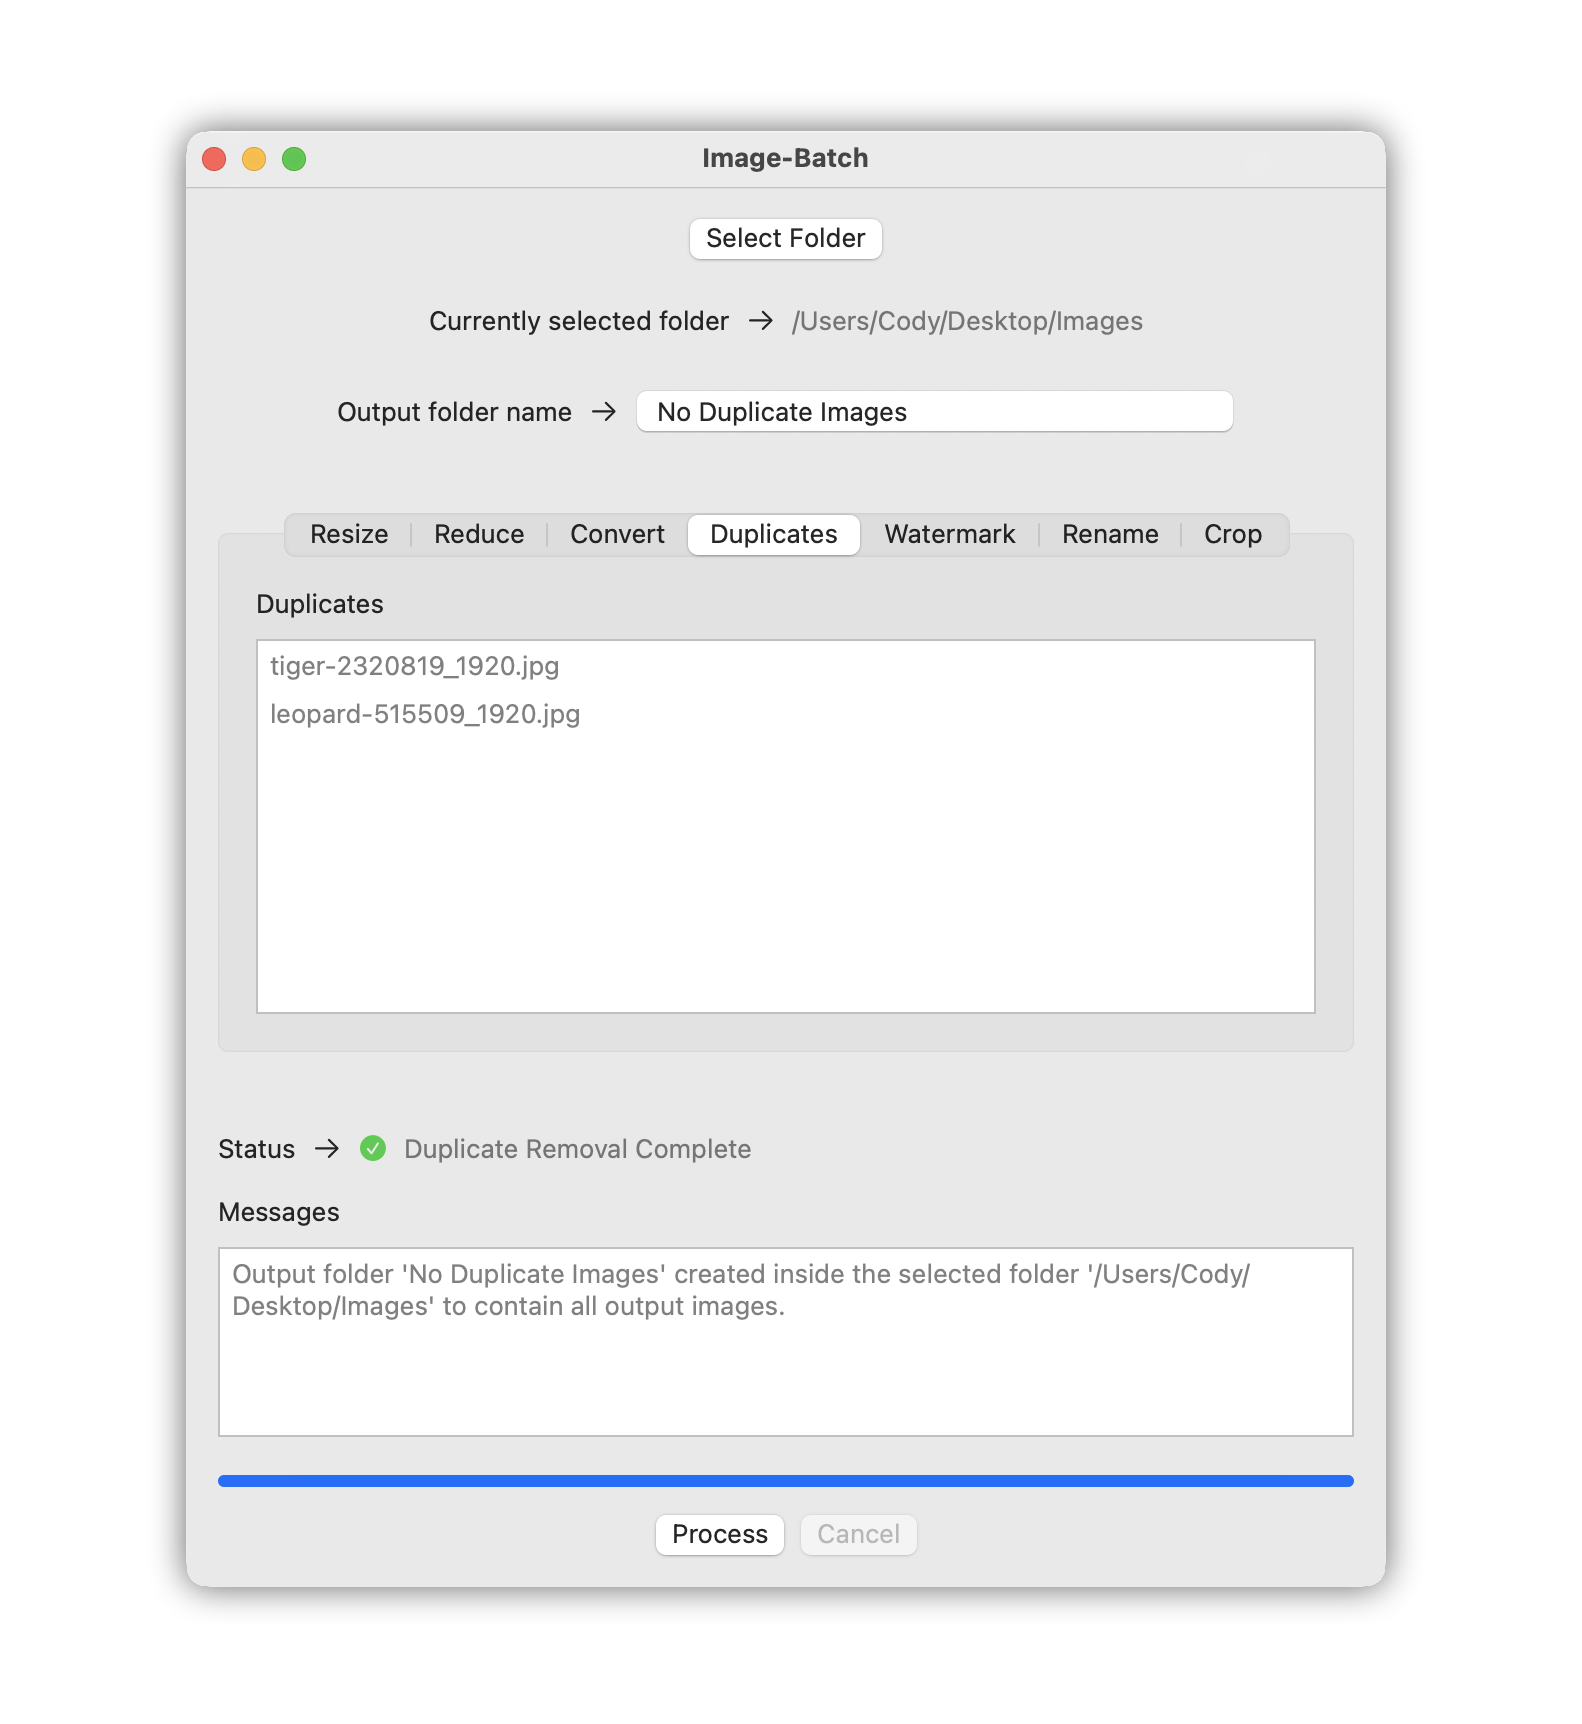 Image-Batch
Select Folder
Currently selected folder → /Users/Cody/Desktop/Images
Output folder name → No Duplicate Images
Resize Reduce Convert Duplicates Watermark Rename Crop
Duplicates
tiger-2320819_1920.jpg
leopard-515509_1920.jpg
Status → Duplicate Removal Complete
Messages
Output folder 'No Duplicate Images' created inside the selected folder '/Users/Cody/
Desktop/Images' to contain all output images.
Process Cancel